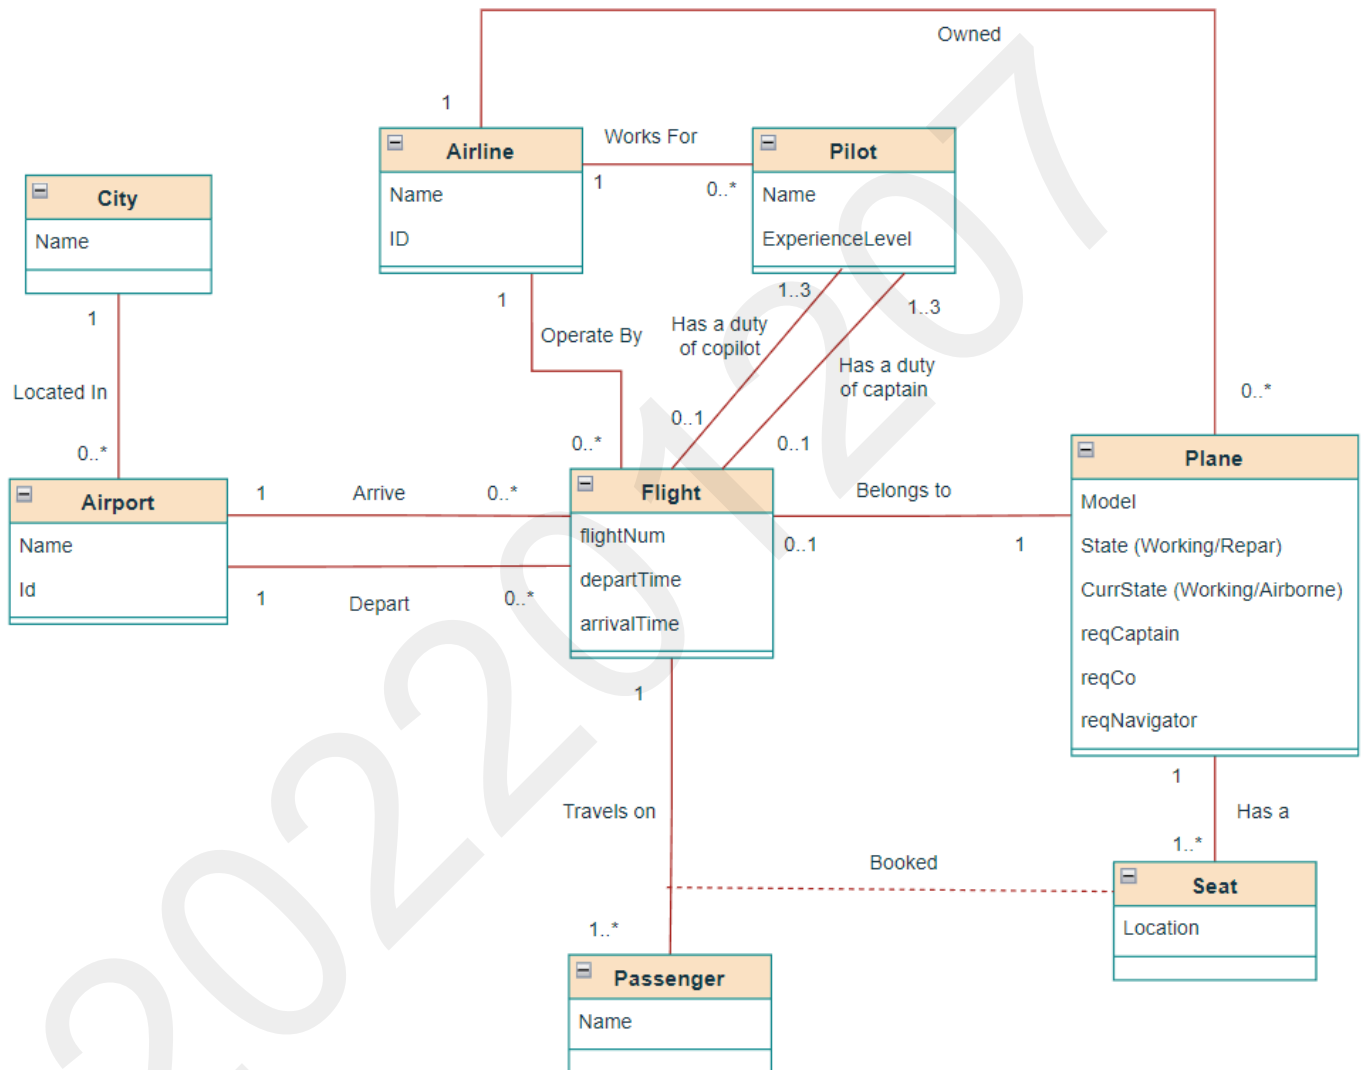 Owned
1
Airline
Name
ID
Works For
1
0..*
Pilot
Name
ExperienceLevel
City
Name
1
Located In
0..*
1
Operate By
0..*
1..3
Has a duty
of copilot
0..1
1..3
Has a duty
of captain
0..1
0..*
Airport
Name
Id
1
Arrive
0..*
1
Depart
0..*
Flight
flightNum
departTime
arrivalTime
Belongs to
0..1
1
Plane
Model
State (Working/Repar)
CurrState (Working/Airborne)
reqCaptain
reqCo
reqNavigator
1
Travels on
1..*
1
Has a
1..*
Booked
Seat
Location
Passenger
Name